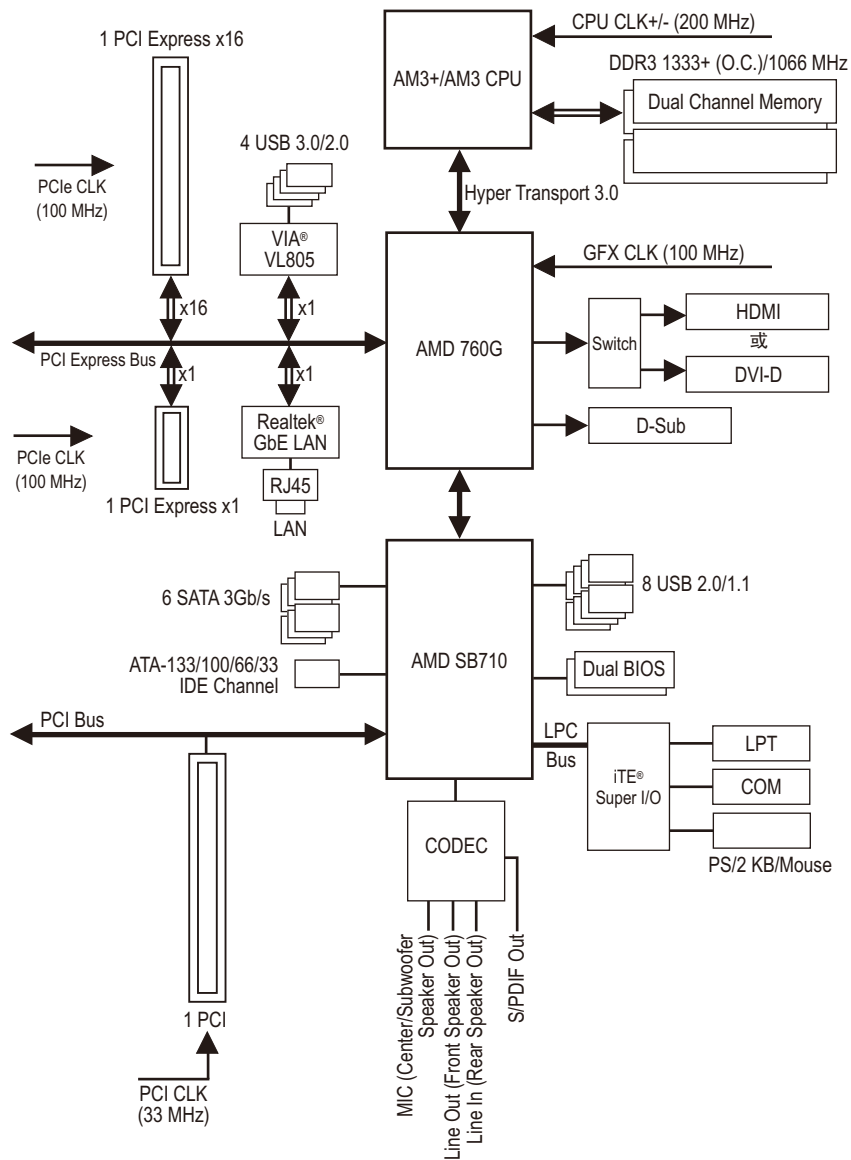 1 PCI Express x16
CPU CLK+/- (200 MHz)
AM3+/AM3 CPU
DDR3 1333+ (O.C.)/1066 MHz
Dual Channel Memory
4 USB 3.0/2.0
PCIe CLK
(100 MHz)
Hyper Transport 3.0
VIA®
VL805
GFX CLK (100 MHz)
x16
x1
HDMI
或
DVI-D
Switch
AMD 760G
PCI Express Bus
x1
x1
D-Sub
Realtek®
GbE LAN
PCIe CLK
(100 MHz)
RJ45
1 PCI Express x1
LAN
6 SATA 3Gb/s
8 USB 2.0/1.1
AMD SB710
ATA-133/100/66/33
IDE Channel
Dual BIOS
PCI Bus
LPC
Bus
iTE®
Super I/O
LPT
COM
PS/2 KB/Mouse
CODEC
MIC (Center/Subwoofer
Speaker Out)
Line Out (Front Speaker Out)
Line In (Rear Speaker Out)
S/PDIF Out
1 PCI
PCI CLK
(33 MHz)